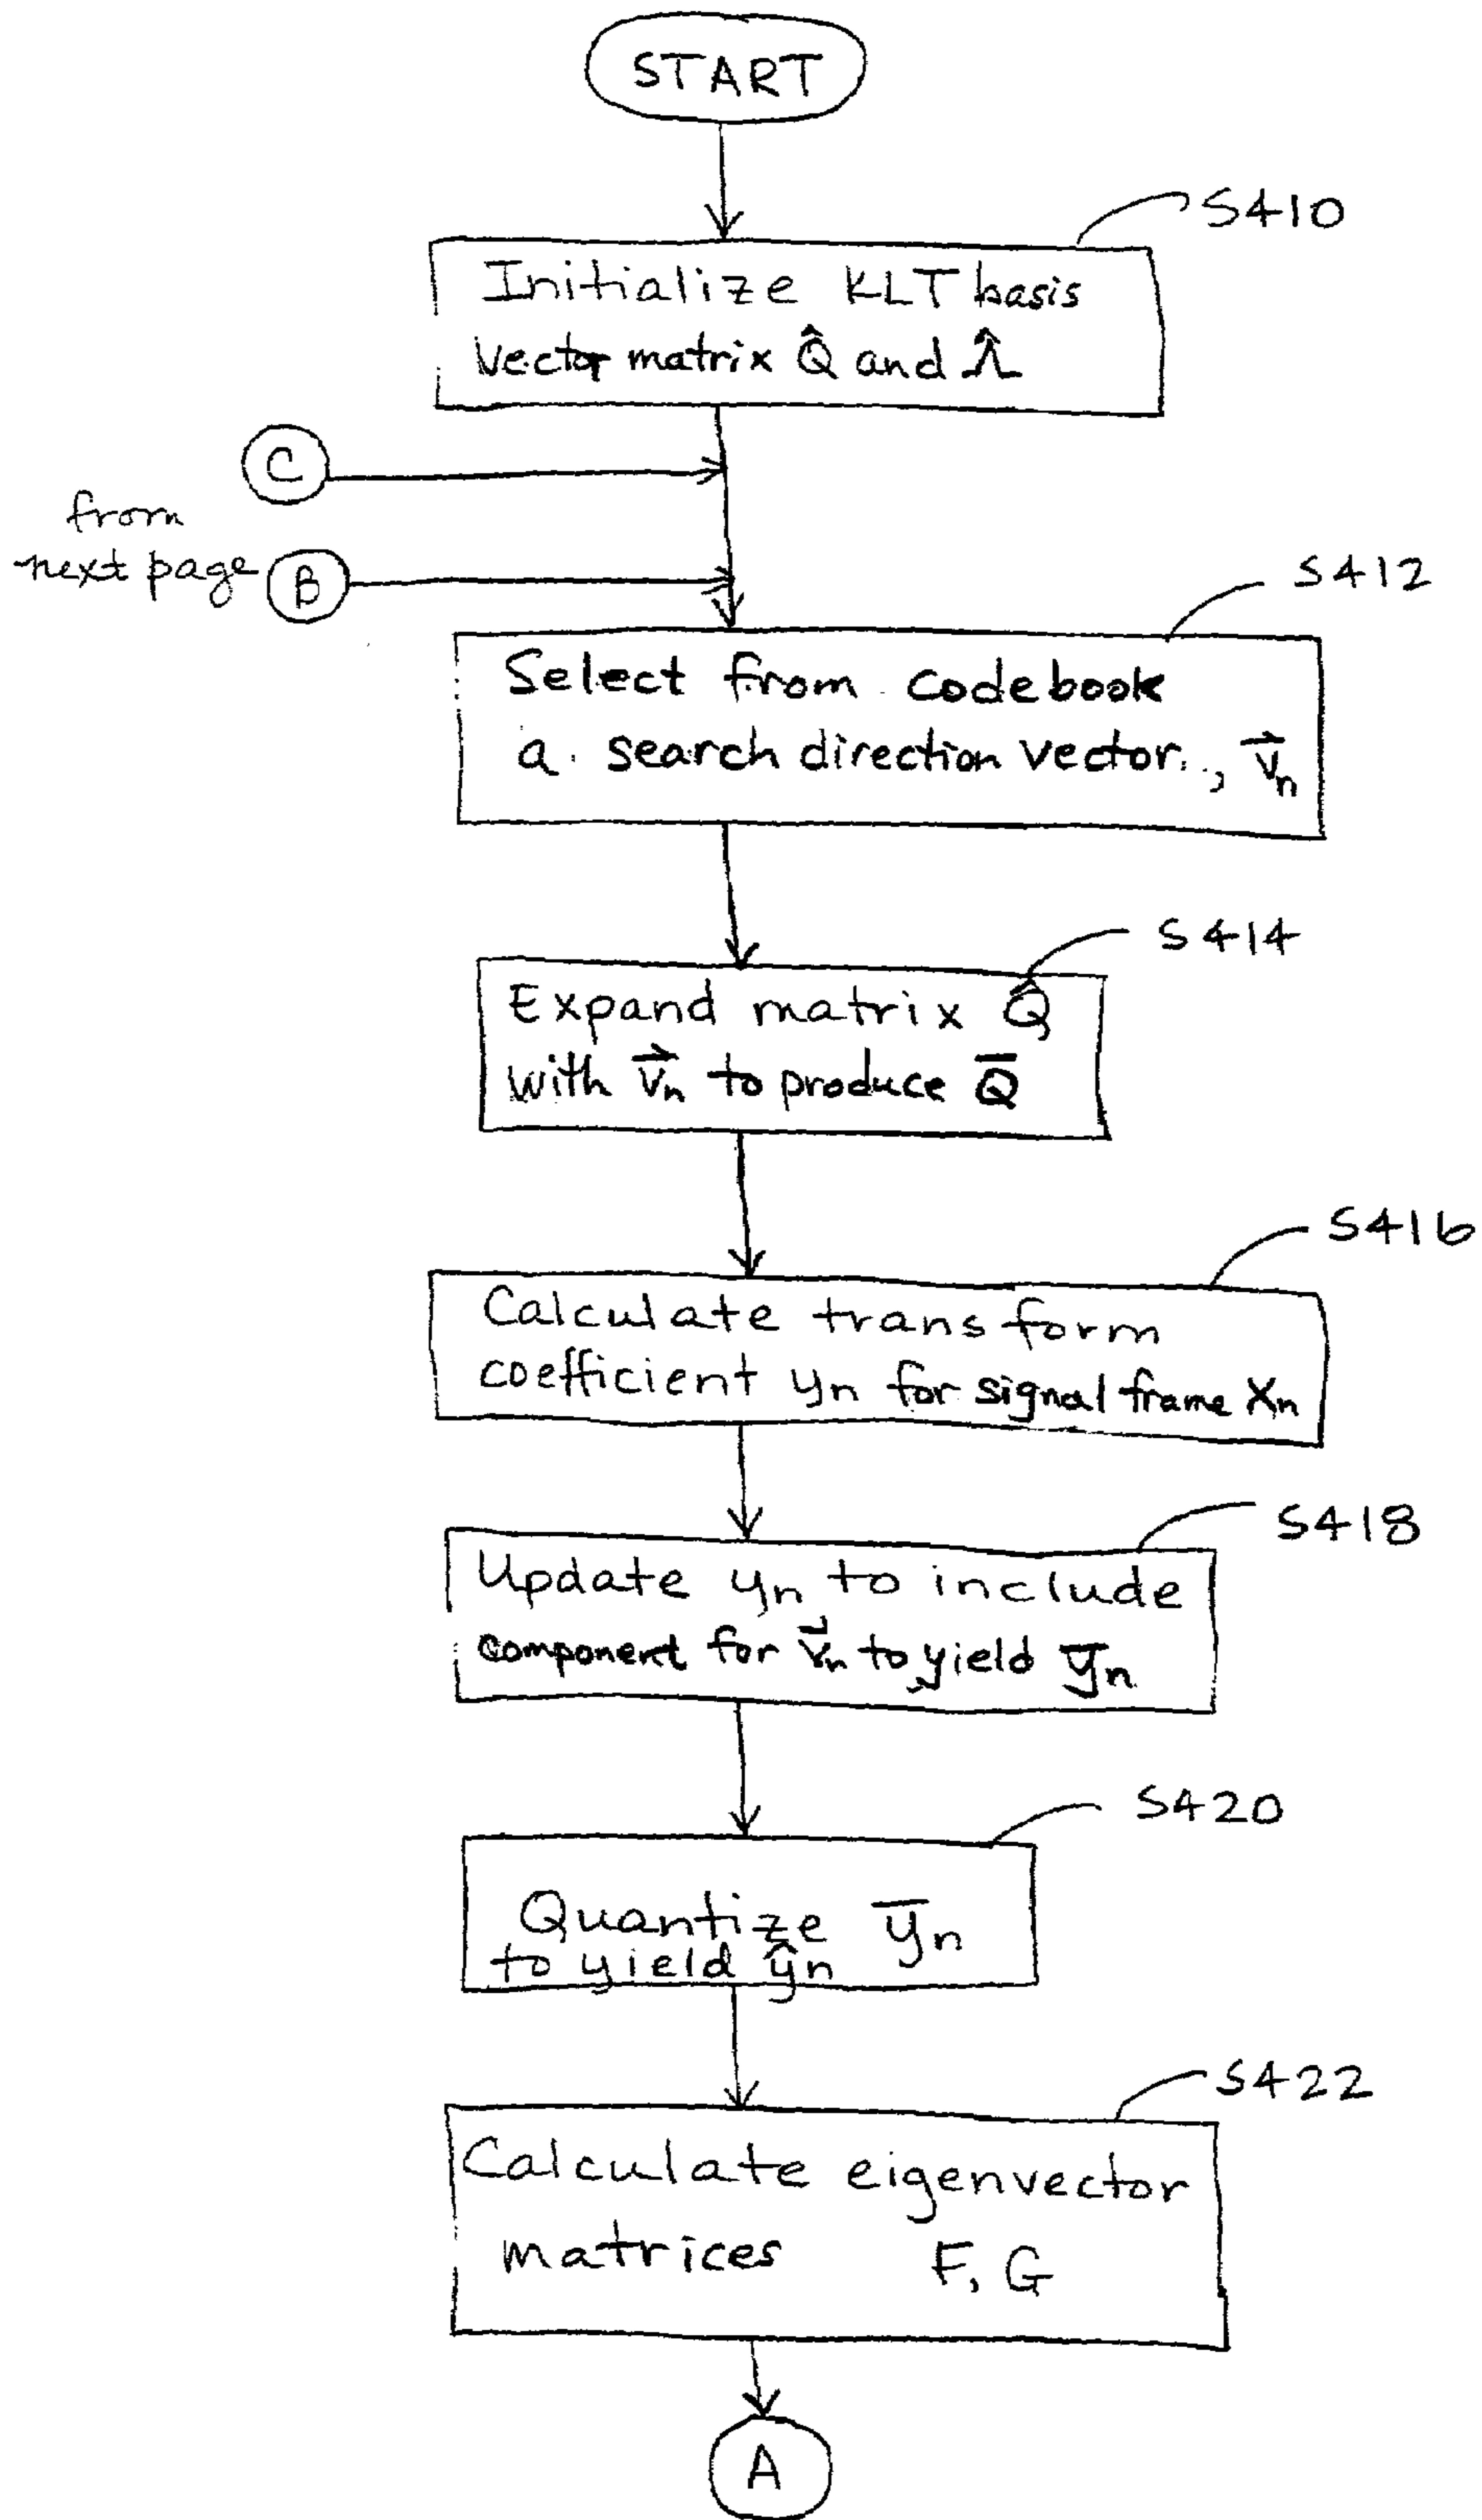 START
S410
Initialize KLT basis
vector matrix Q̂ and Λ̂
C
from
next page
B
S412
Select from codebook
a search direction vector, v⃗n
S414
Expand matrix Q̂
with v⃗n to produce Q̅
S416
Calculate transform
coefficient yn for signal frame Xn
S418
Update yn to include
component for v⃗n to yield y̅n
S420
Quantize y̅n
to yield ŷn
S422
Calculate eigenvector
matrices F, G
A